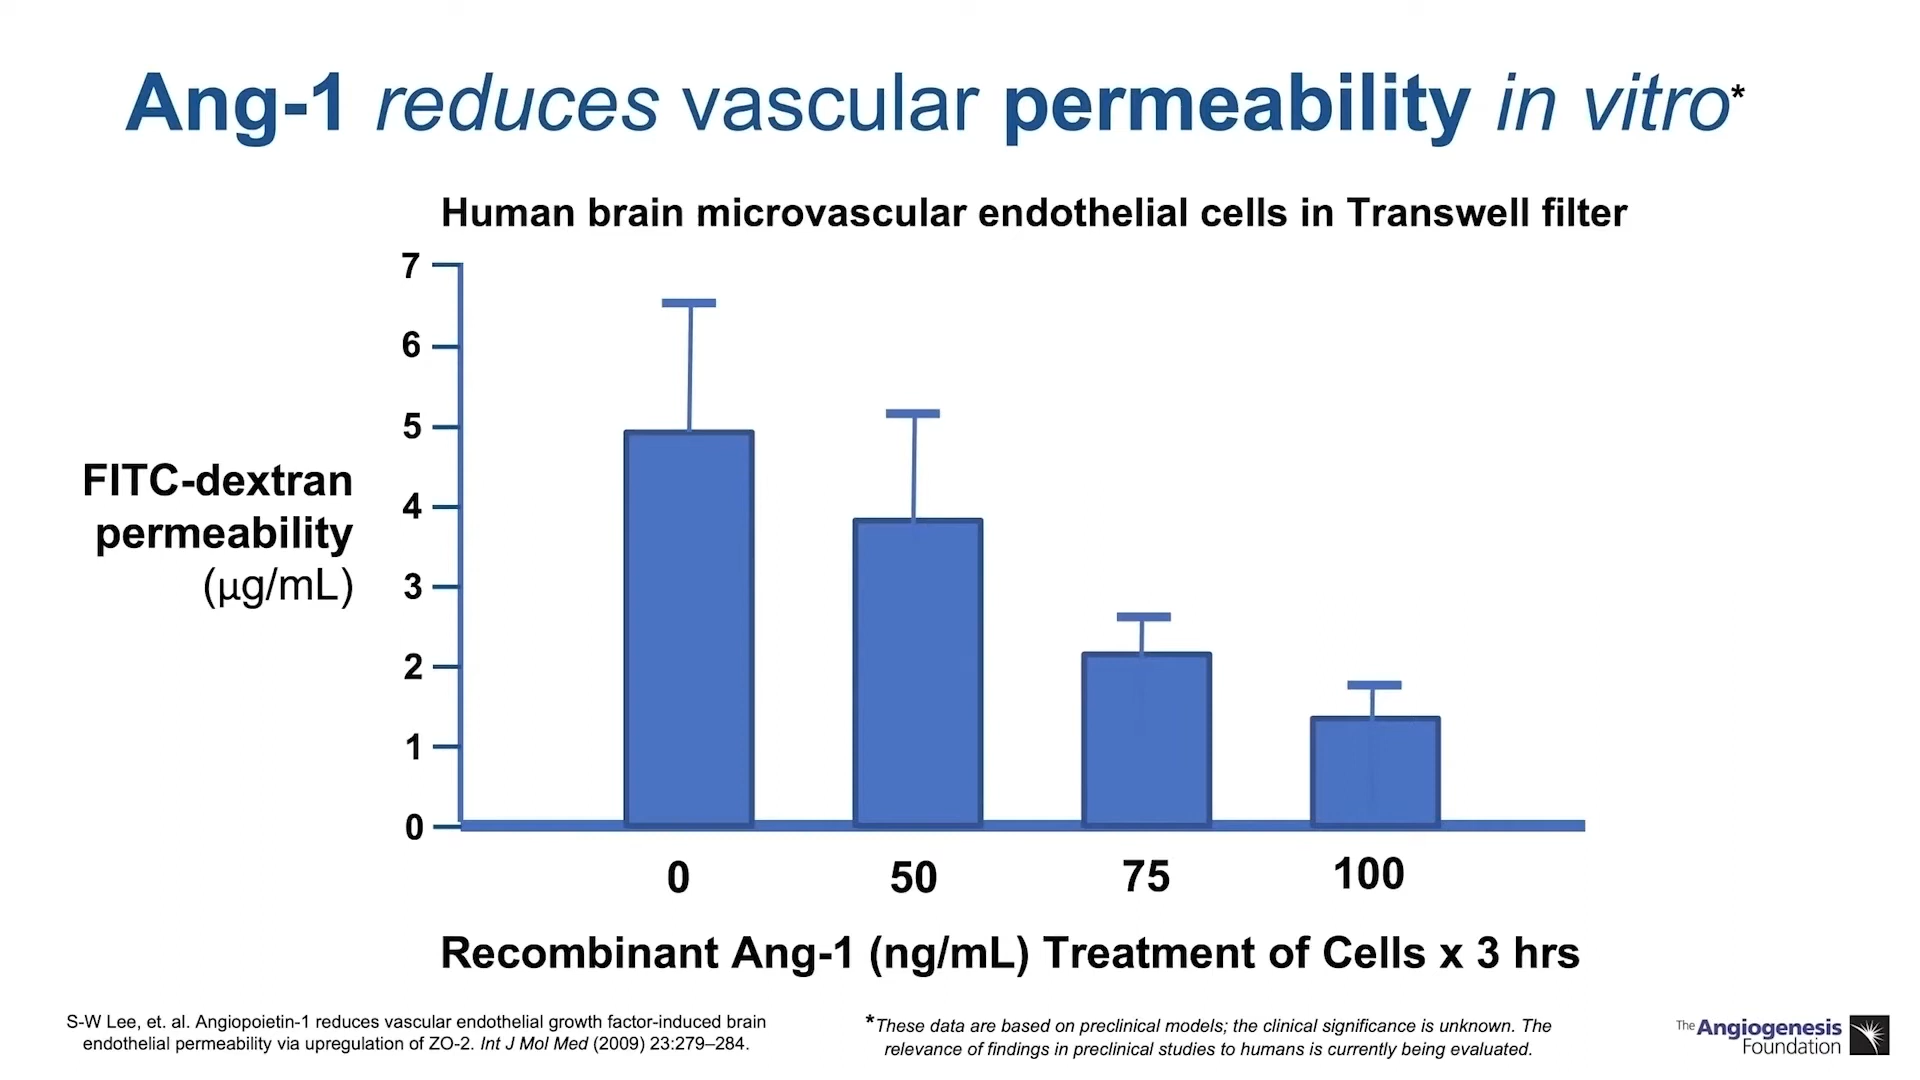 Ang-1 reduces vascular permeability in vitro*
Human brain microvascular endothelial cells in Transwell filter
7
6
5
4
3
2
1
0
FITC-dextran
permeability
(μg/mL)
0 50 75 100
Recombinant Ang-1 (ng/mL) Treatment of Cells x 3 hrs
S-W Lee, et. al. Angiopoietin-1 reduces vascular endothelial growth factor-induced brain
endothelial permeability via upregulation of ZO-2. Int J Mol Med (2009) 23:279–284.
*These data are based on preclinical models; the clinical significance is unknown. The
relevance of findings in preclinical studies to humans is currently being evaluated.
The Angiogenesis
Foundation